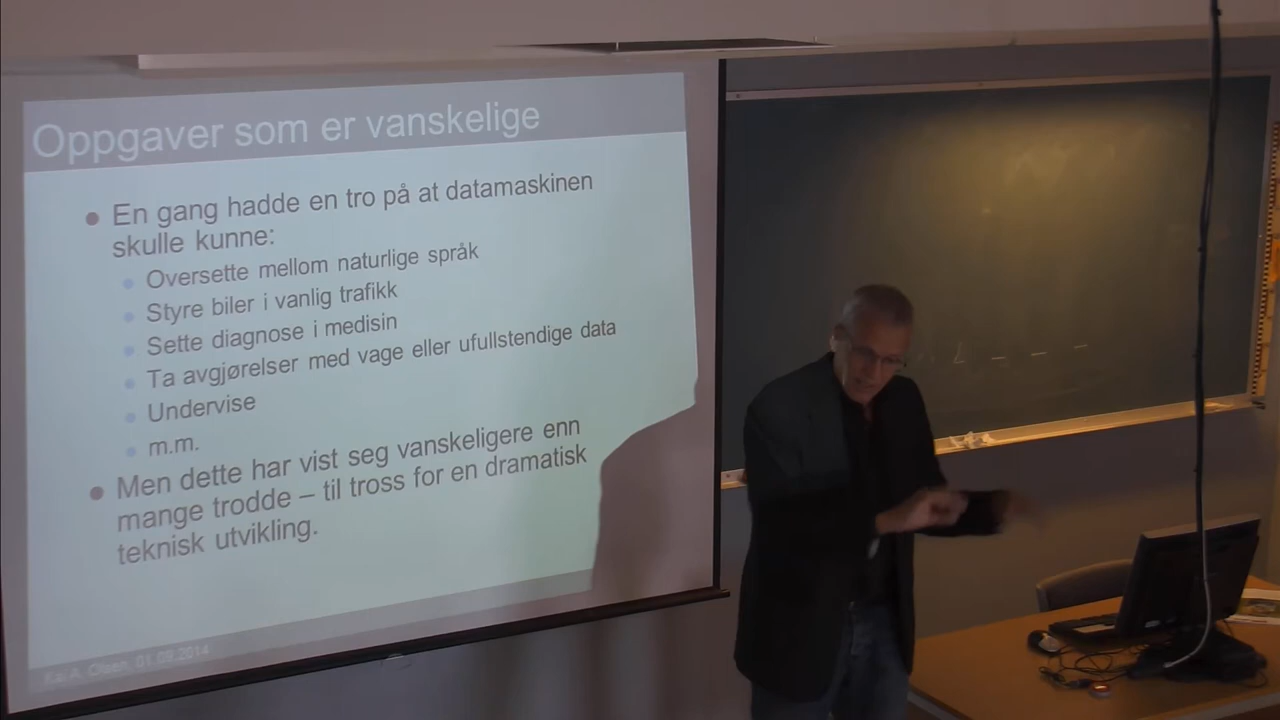 Oppgaver som er vanskelige
En gang hadde en tro på at datamaskinen
skulle kunne:
Oversette mellom naturlige språk
Styre biler i vanlig trafikk
Sette diagnose i medisin
Ta avgjørelser med vage eller ufullstendige data
Undervise
m.m.
Men dette har vist seg vanskeligere enn
mange trodde – til tross for en dramatisk
teknisk utvikling.
Kai A. Olsen, 01.09.2014